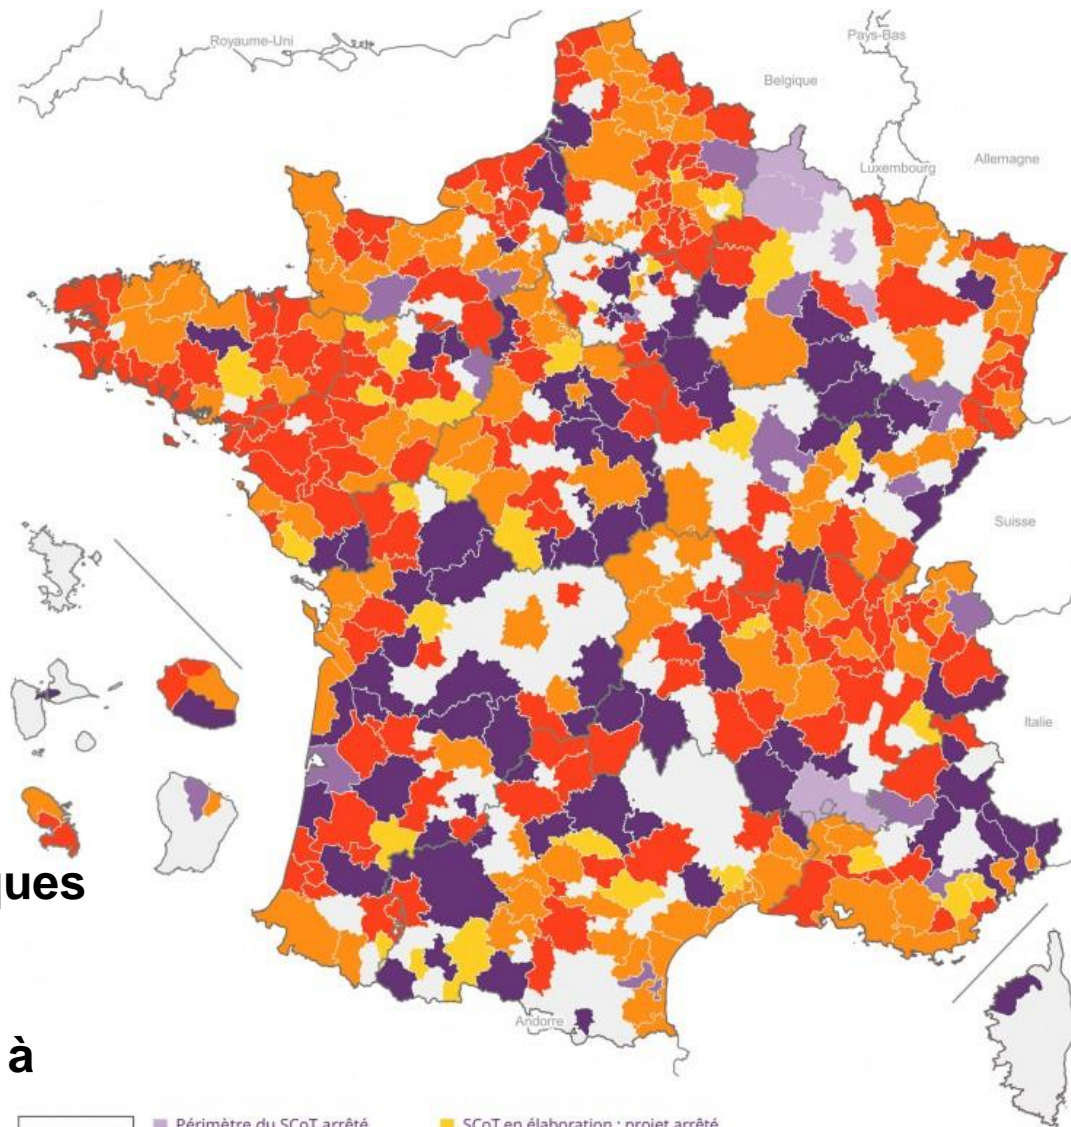 Royaume-Uni
Pays-Bas
Belgique
Luxembourg
Allemagne
Suisse
Italie
ques
Andorre
à
Périmètre du SCoT arrêté
SCoT en élaboration : projet arrêté